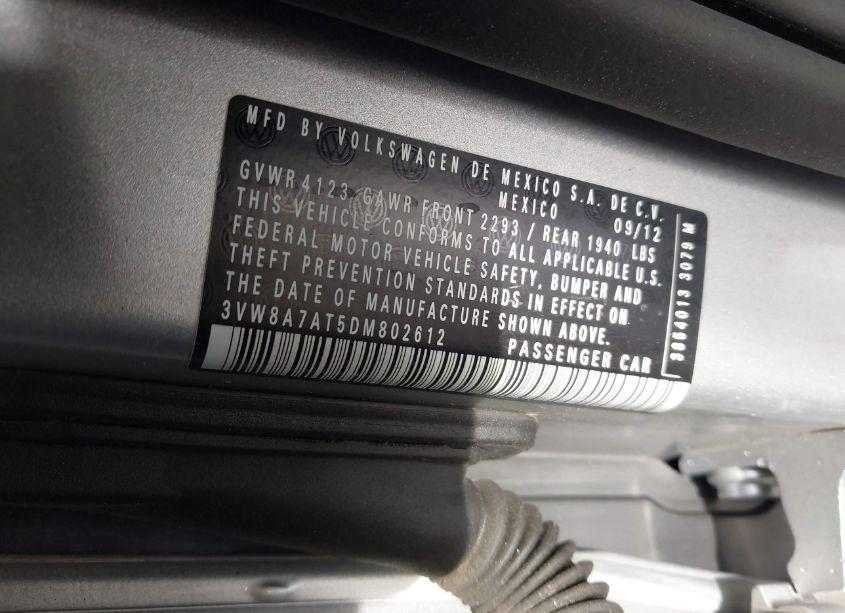 MFD BY VOLKSWAGEN DE MEXICO S.A. DE C.V.
MEXICO 09/12
GVWR 4123 GAWR FRONT 2293 / REAR 1940 LBS
THIS VEHICLE CONFORMS TO ALL APPLICABLE U.S.
FEDERAL MOTOR VEHICLE SAFETY, BUMPER AND
THEFT PREVENTION STANDARDS IN EFFECT ON
THE DATE OF MANUFACTURE SHOWN ABOVE.
3VW8A7AT5DM802612
PASSENGER CAR
3079 M